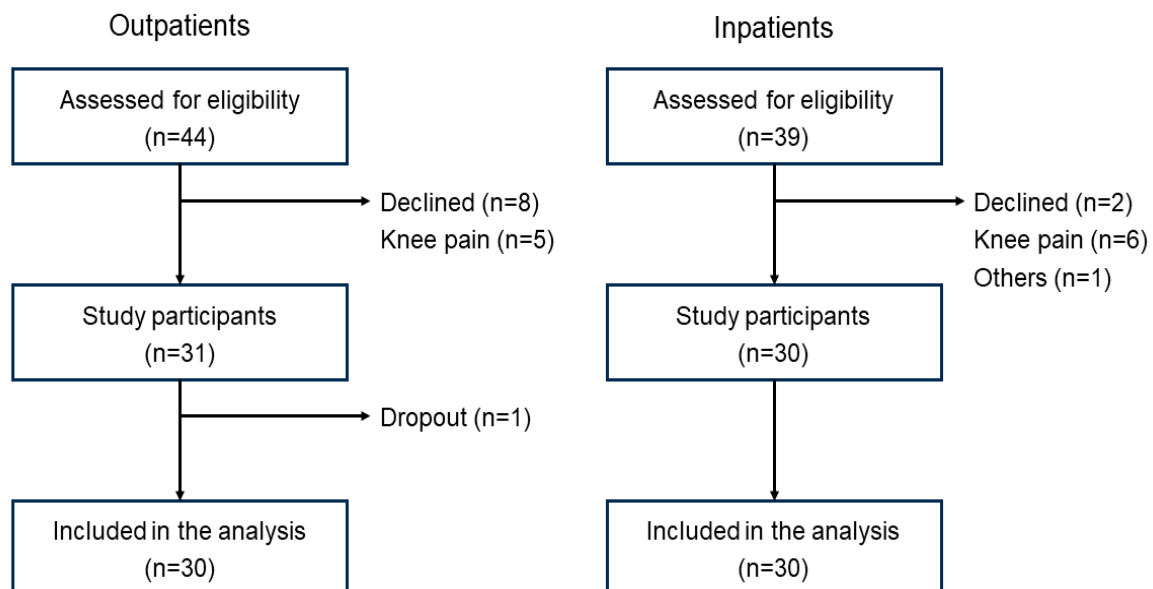 Outpatients
Assessed for eligibility
(n=44)
Declined (n=8)
Knee pain (n=5)
Study participants
(n=31)
Dropout (n=1)
Included in the analysis
(n=30)
Inpatients
Assessed for eligibility
(n=39)
Declined (n=2)
Knee pain (n=6)
Others (n=1)
Study participants
(n=30)
Included in the analysis
(n=30)